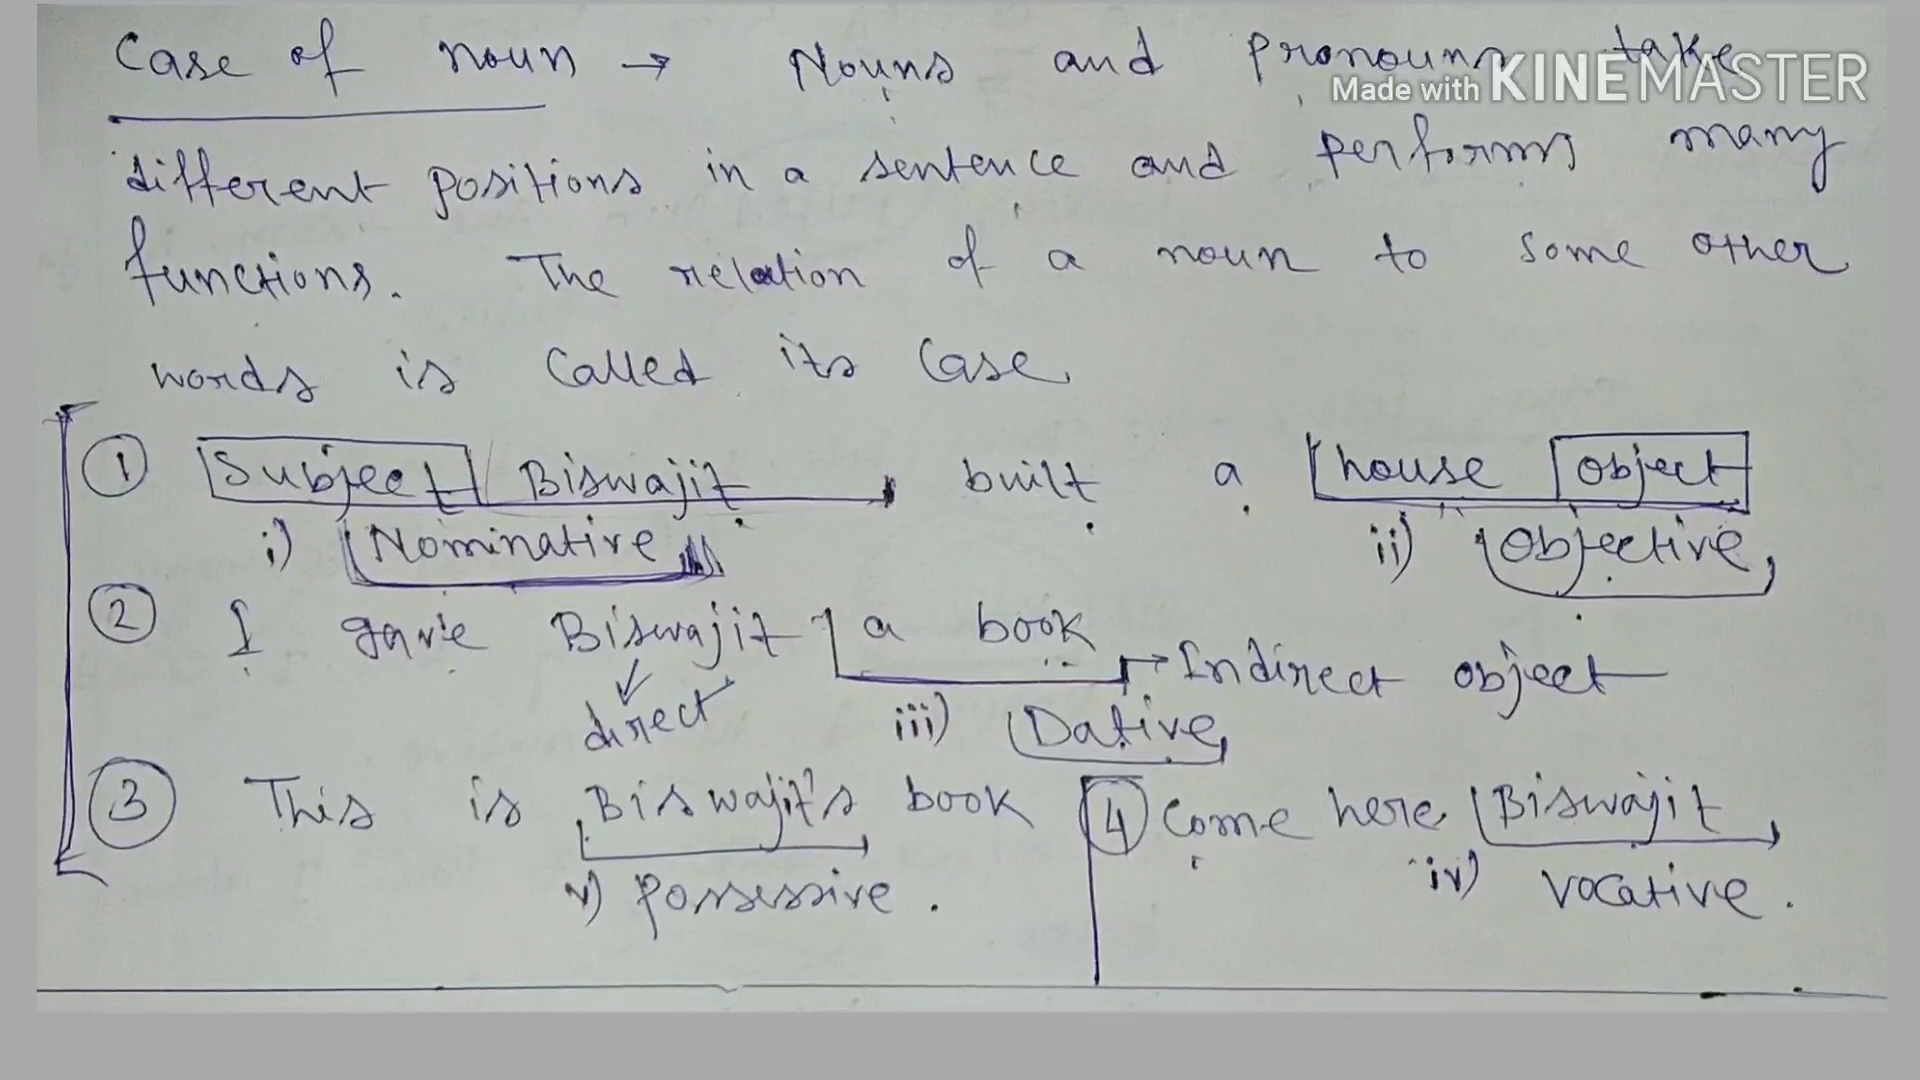 Case of noun → Nouns and pronouns take
Made with KINEMASTER
different positions in a sentence and performs many
functions. The relation of a noun to some other
words is called its case.
① Subject Biswajit built a house object
i) Nominative ii) Objective
② I gave Biswajit a book → Indirect object
direct iii) Dative
③ This is Biswajit's book ④ Come here, Biswajit
v) possessive. iv) vocative.